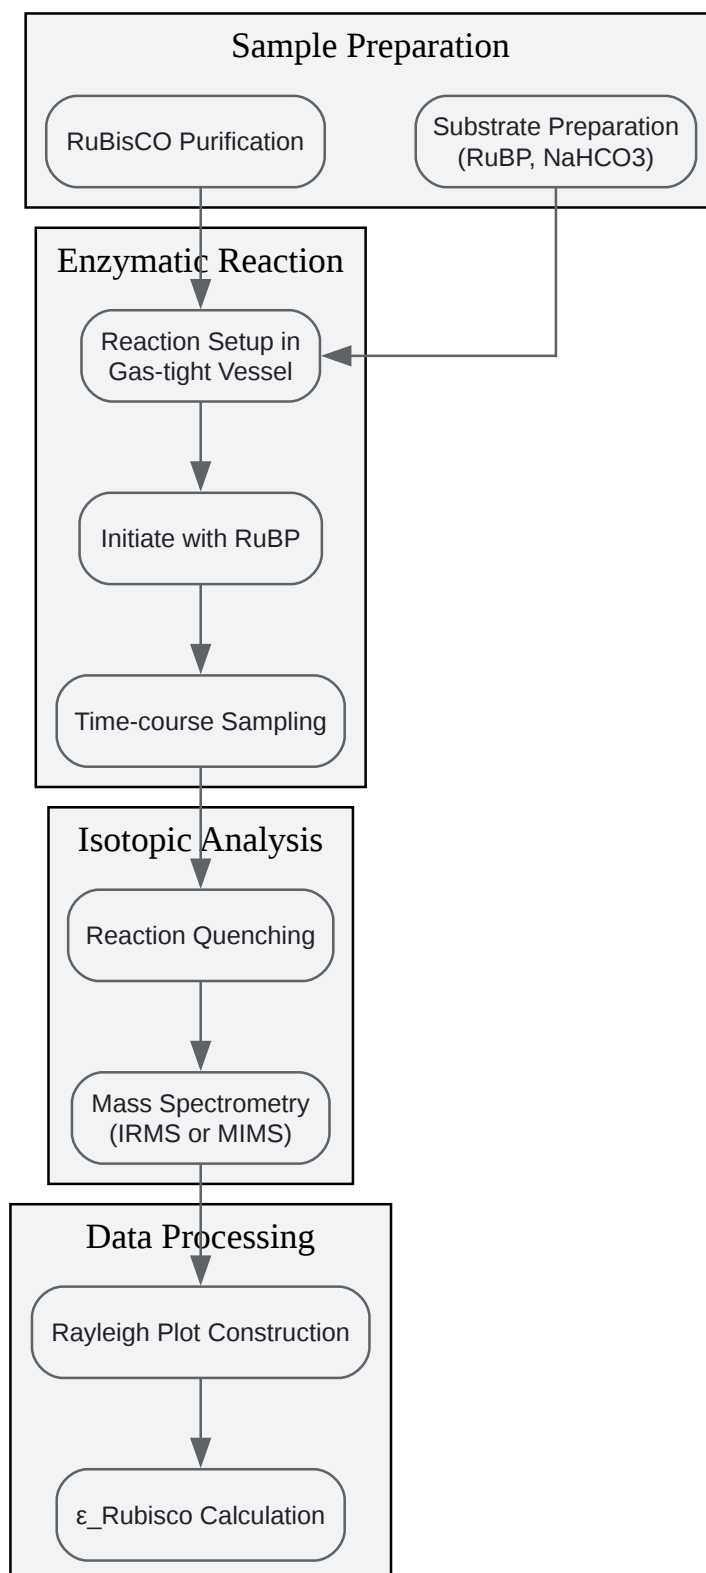 Sample Preparation
RuBisCO Purification
Substrate Preparation
(RuBP, NaHCO3)
Enzymatic Reaction
Reaction Setup in
Gas-tight Vessel
Initiate with RuBP
Time-course Sampling
Isotopic Analysis
Reaction Quenching
Mass Spectrometry
(IRMS or MIMS)
Data Processing
Rayleigh Plot Construction
ε_Rubisco Calculation